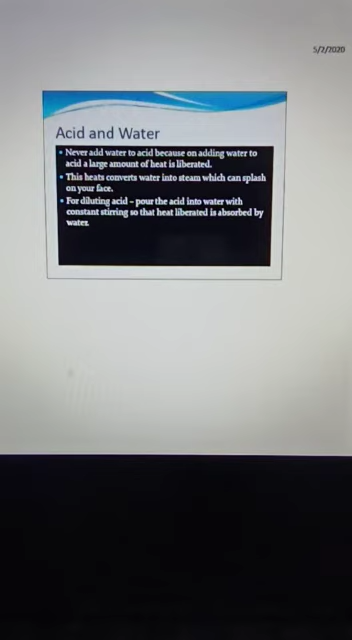 5/2/2020
Acid and Water
• Never add water to acid because on adding water to
acid a large amount of heat is liberated.
• This heats converts water into steam which can splash
on your face.
• For diluting acid – pour the acid into water with
constant stirring so that heat liberated is absorbed by
water.